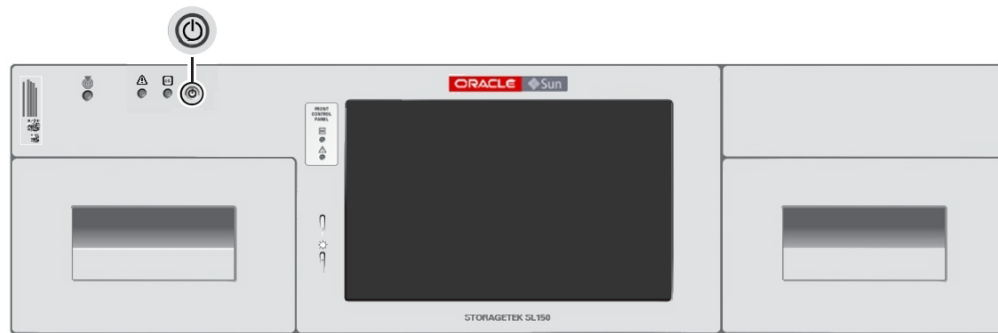 ORACLE Sun
FRONT
CONTROL
PANEL
STORAGETEK SL150